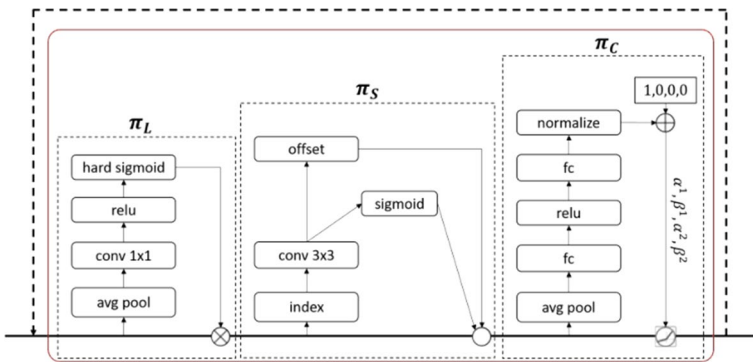 π_L
hard sigmoid
relu
conv 1x1
avg pool
π_S
offset
sigmoid
conv 3x3
index
π_C
1,0,0,0
normalize
fc
relu
fc
avg pool
α¹, β¹, α², β²